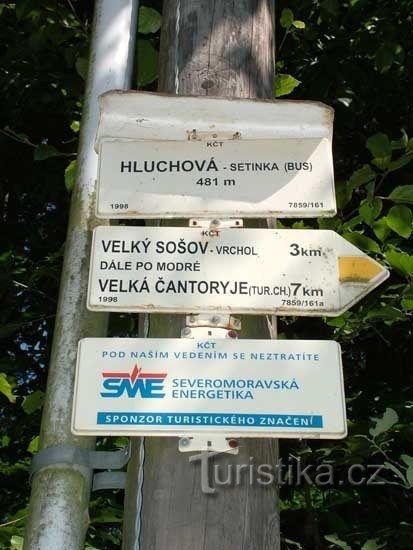 KČT
HLUCHOVÁ - SETINKA (BUS)
481 m
1998 7859/161
KČT
VELKÝ SOŠOV - VRCHOL 3km
DÁLE PO MODRÉ
VELKÁ ČANTORYJE (TUR.CH.) 7km
1998 7859/161a
KČT
POD NAŠÍM VEDENÍM SE NEZTRATÍTE
SME SEVEROMORAVSKÁ
ENERGETIKA
SPONZOR TURISTICKÉHO ZNAČENÍ
Turistika.cz